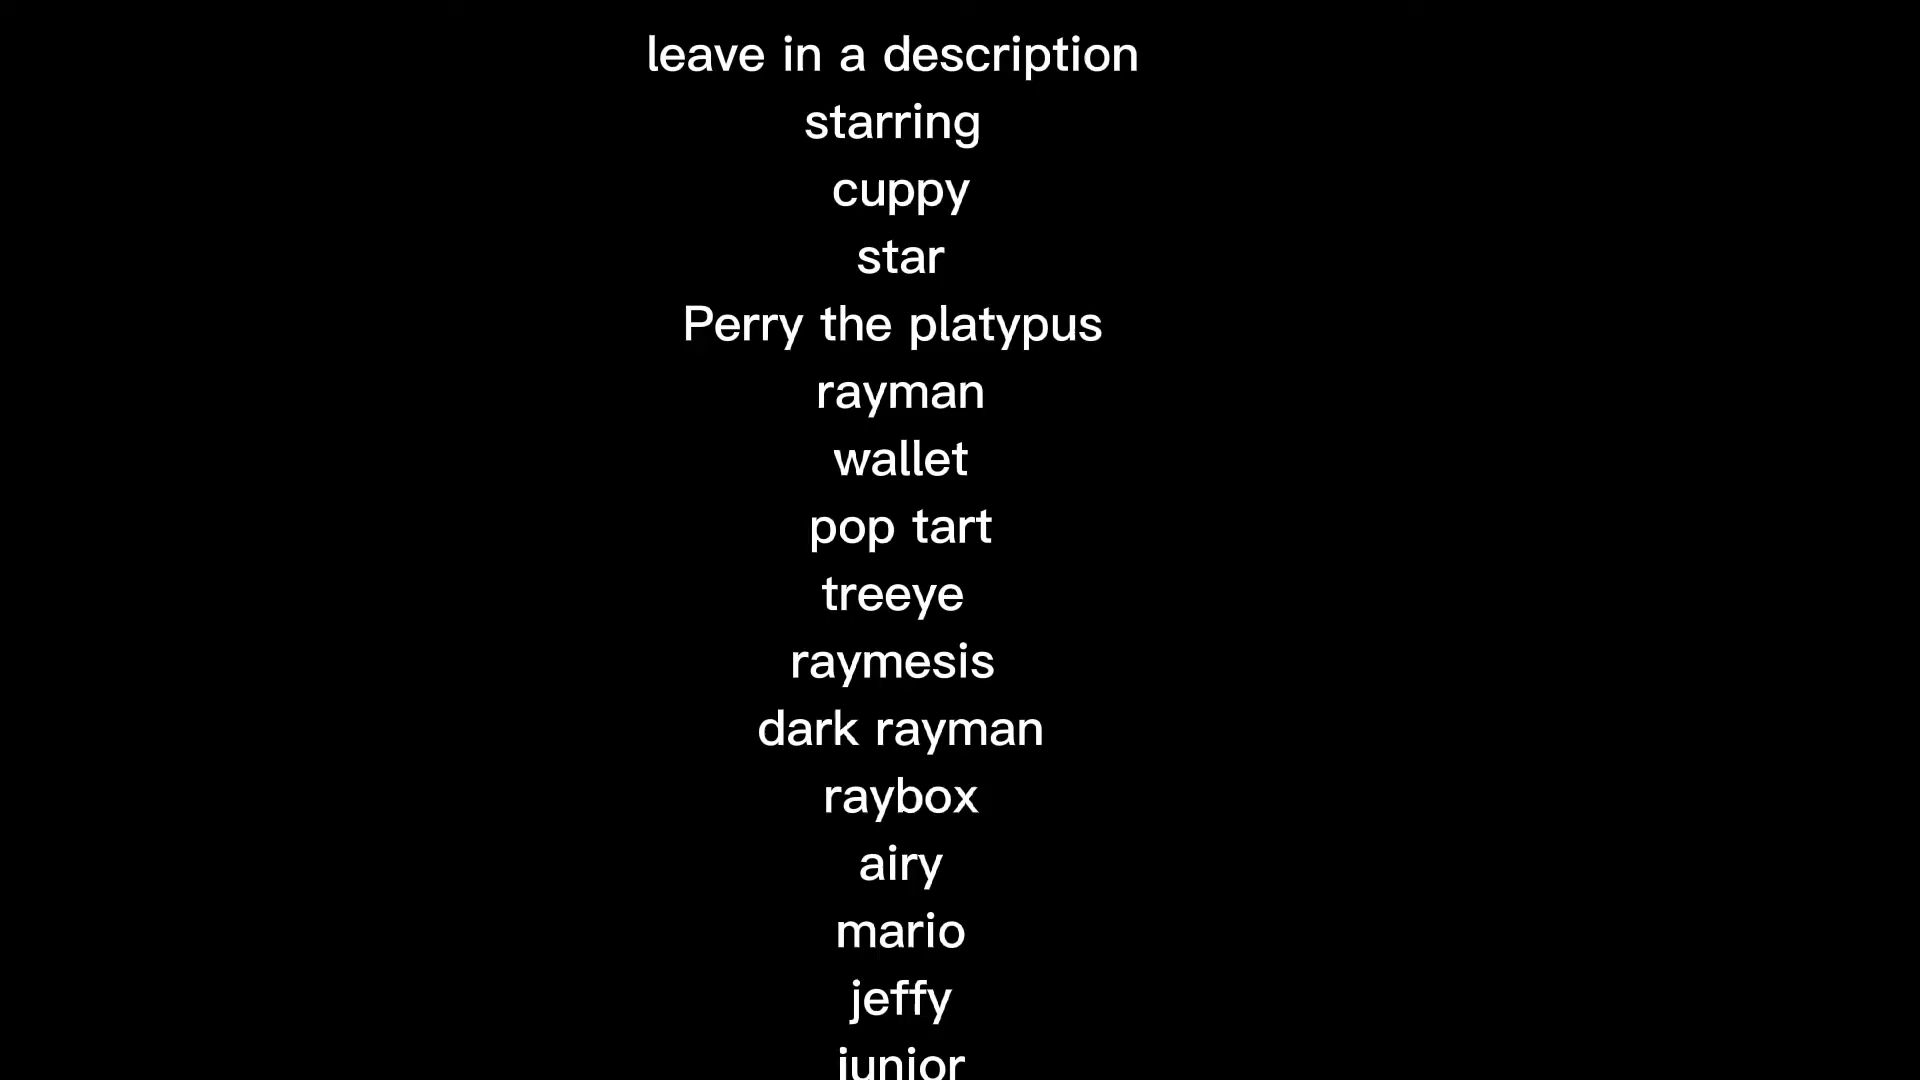 leave in a description
starring
cuppy
star
Perry the platypus
rayman
wallet
pop tart
treeye
raymesis
dark rayman
raybox
airy
mario
jeffy
junior